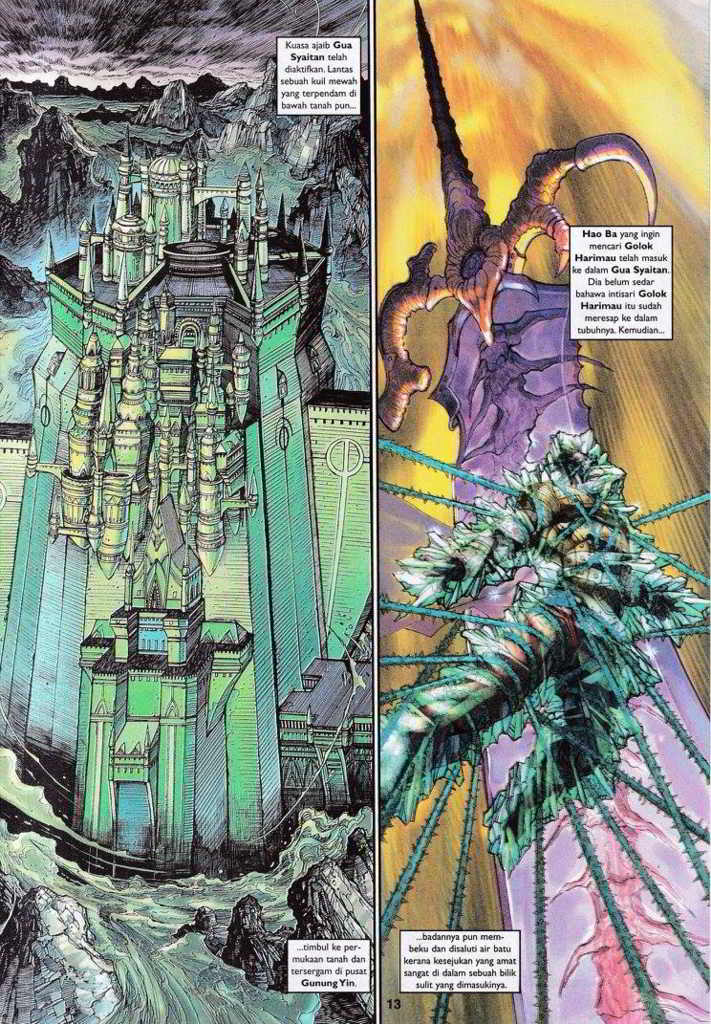 Kuasa ajaib Gua
Syaitan telah
diaktifkan. Lantas
sebuah kuil mewah
yang terpendam di
bawah tanah pun...
...timbul ke per-
mukaan tanah dan
tersergam di pusat
Gunung Yin.
Hao Ba yang ingin
mencari Golok
Harimau telah masuk
ke dalam Gua Syaitan.
Dia belum sedar
bahawa intisari Golok
Harimau itu sudah
meresap ke dalam
tubuhnya. Kemudian...
...badannya pun mem-
beku dan disaluti air batu
kerana kesejukan yang amat
sangat di dalam sebuah bilik
sulit yang dimasukinya.
13